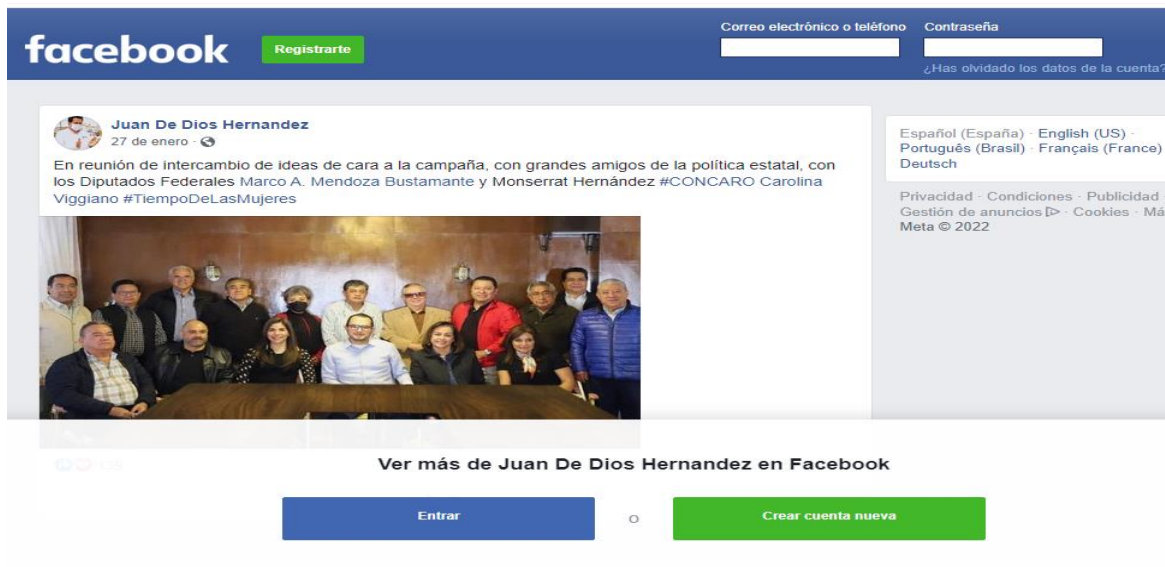 Correo electrónico o teléfono
Contraseña
facebook
Registrarte
¿Has olvidado los datos de la cuenta?
Juan De Dios Hernandez
27 de enero ·
En reunión de intercambio de ideas de cara a la campaña, con grandes amigos de la política estatal, con
los Diputados Federales Marco A. Mendoza Bustamante y Monserrat Hernández #CONCARO Carolina
Viggiano #TiempoDeLasMujeres
Español (España) · English (US) ·
Português (Brasil) · Français (France)
Deutsch
Privacidad · Condiciones · Publicidad
Gestión de anuncios · Cookies · Má
Meta © 2022
139
Ver más de Juan De Dios Hernandez en Facebook
Entrar
o
Crear cuenta nueva